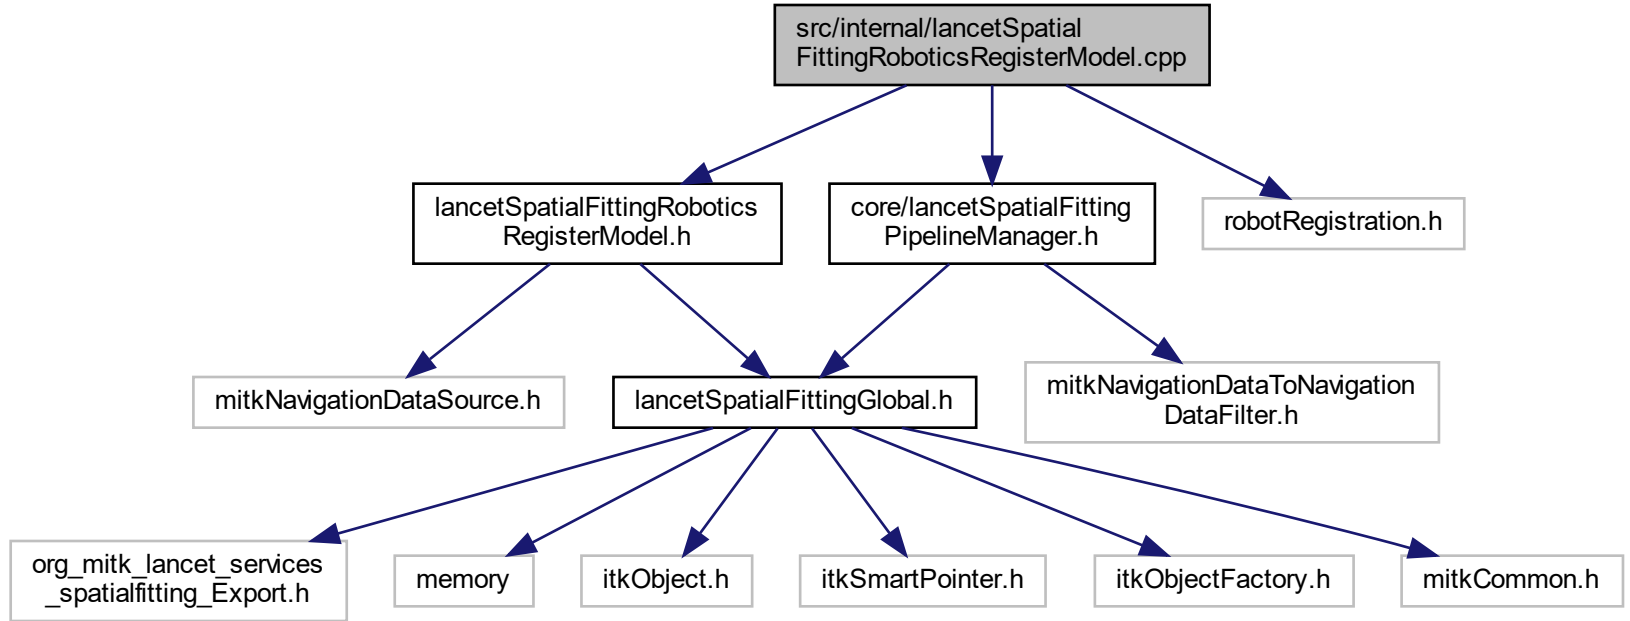 src/internal/lancetSpatial
FittingRoboticsRegisterModel.cpp
lancetSpatialFittingRobotics
RegisterModel.h
core/lancetSpatialFitting
PipelineManager.h
robotRegistration.h
mitkNavigationDataSource.h
lancetSpatialFittingGlobal.h
mitkNavigationDataToNavigation
DataFilter.h
org_mitk_lancet_services
_spatialfitting_Export.h
memory
itkObject.h
itkSmartPointer.h
itkObjectFactory.h
mitkCommon.h